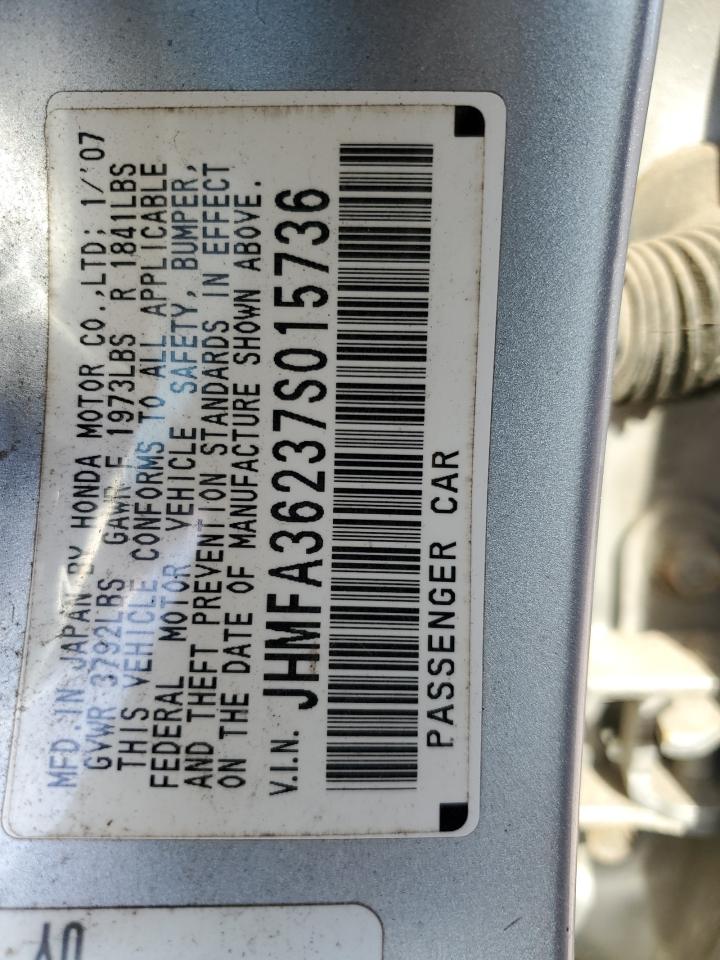 MFD. IN JAPAN BY HONDA MOTOR CO.,LTD; 1/'07
GVWR 3792LBS GAWR F 1973LBS R 1841LBS
THIS VEHICLE CONFORMS TO ALL APPLICABLE
FEDERAL MOTOR VEHICLE SAFETY, BUMPER,
AND THEFT PREVENTION STANDARDS IN EFFECT
ON THE DATE OF MANUFACTURE SHOWN ABOVE.
V.I.N. JHMFA36237S015736
PASSENGER CAR